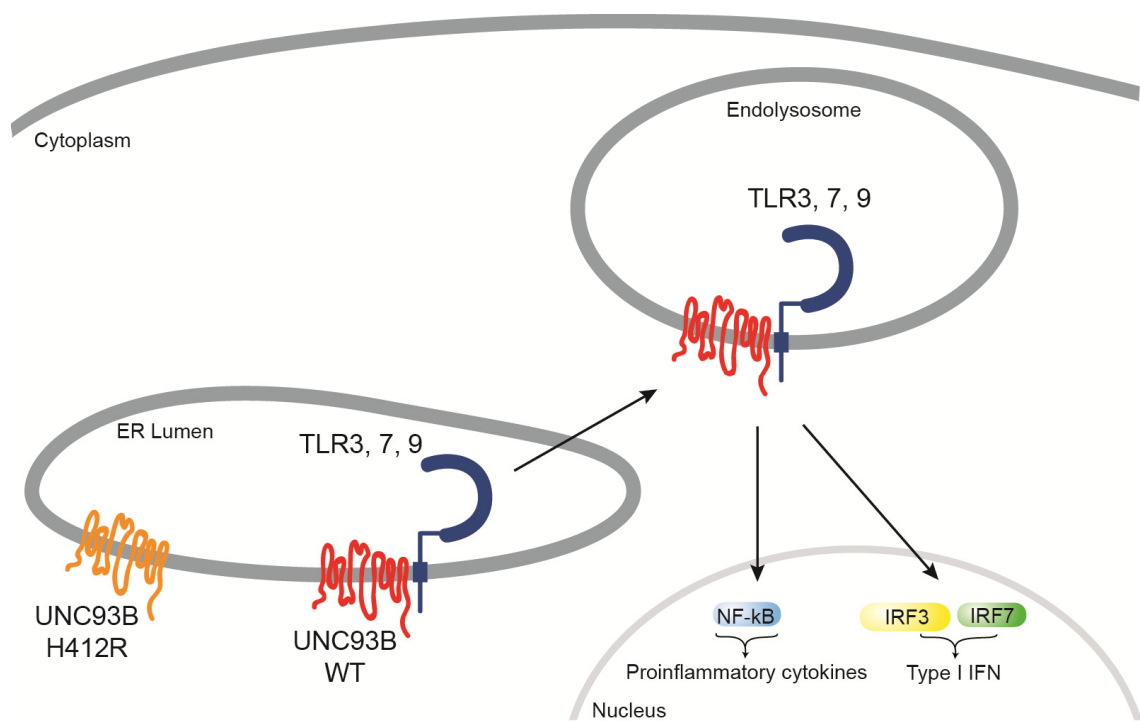 Endolysosome
Cytoplasm
TLR3, 7, 9
ER Lumen
TLR3, 7, 9
UNC93B
H412R
UNC93B
WT
NF-kB
IRF3
IRF7
Proinflammatory cytokines
Type I IFN
Nucleus